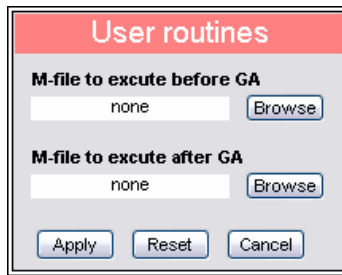 User routines
M-file to excute before GA
none Browse
M-file to excute after GA
none Browse
Apply Reset Cancel